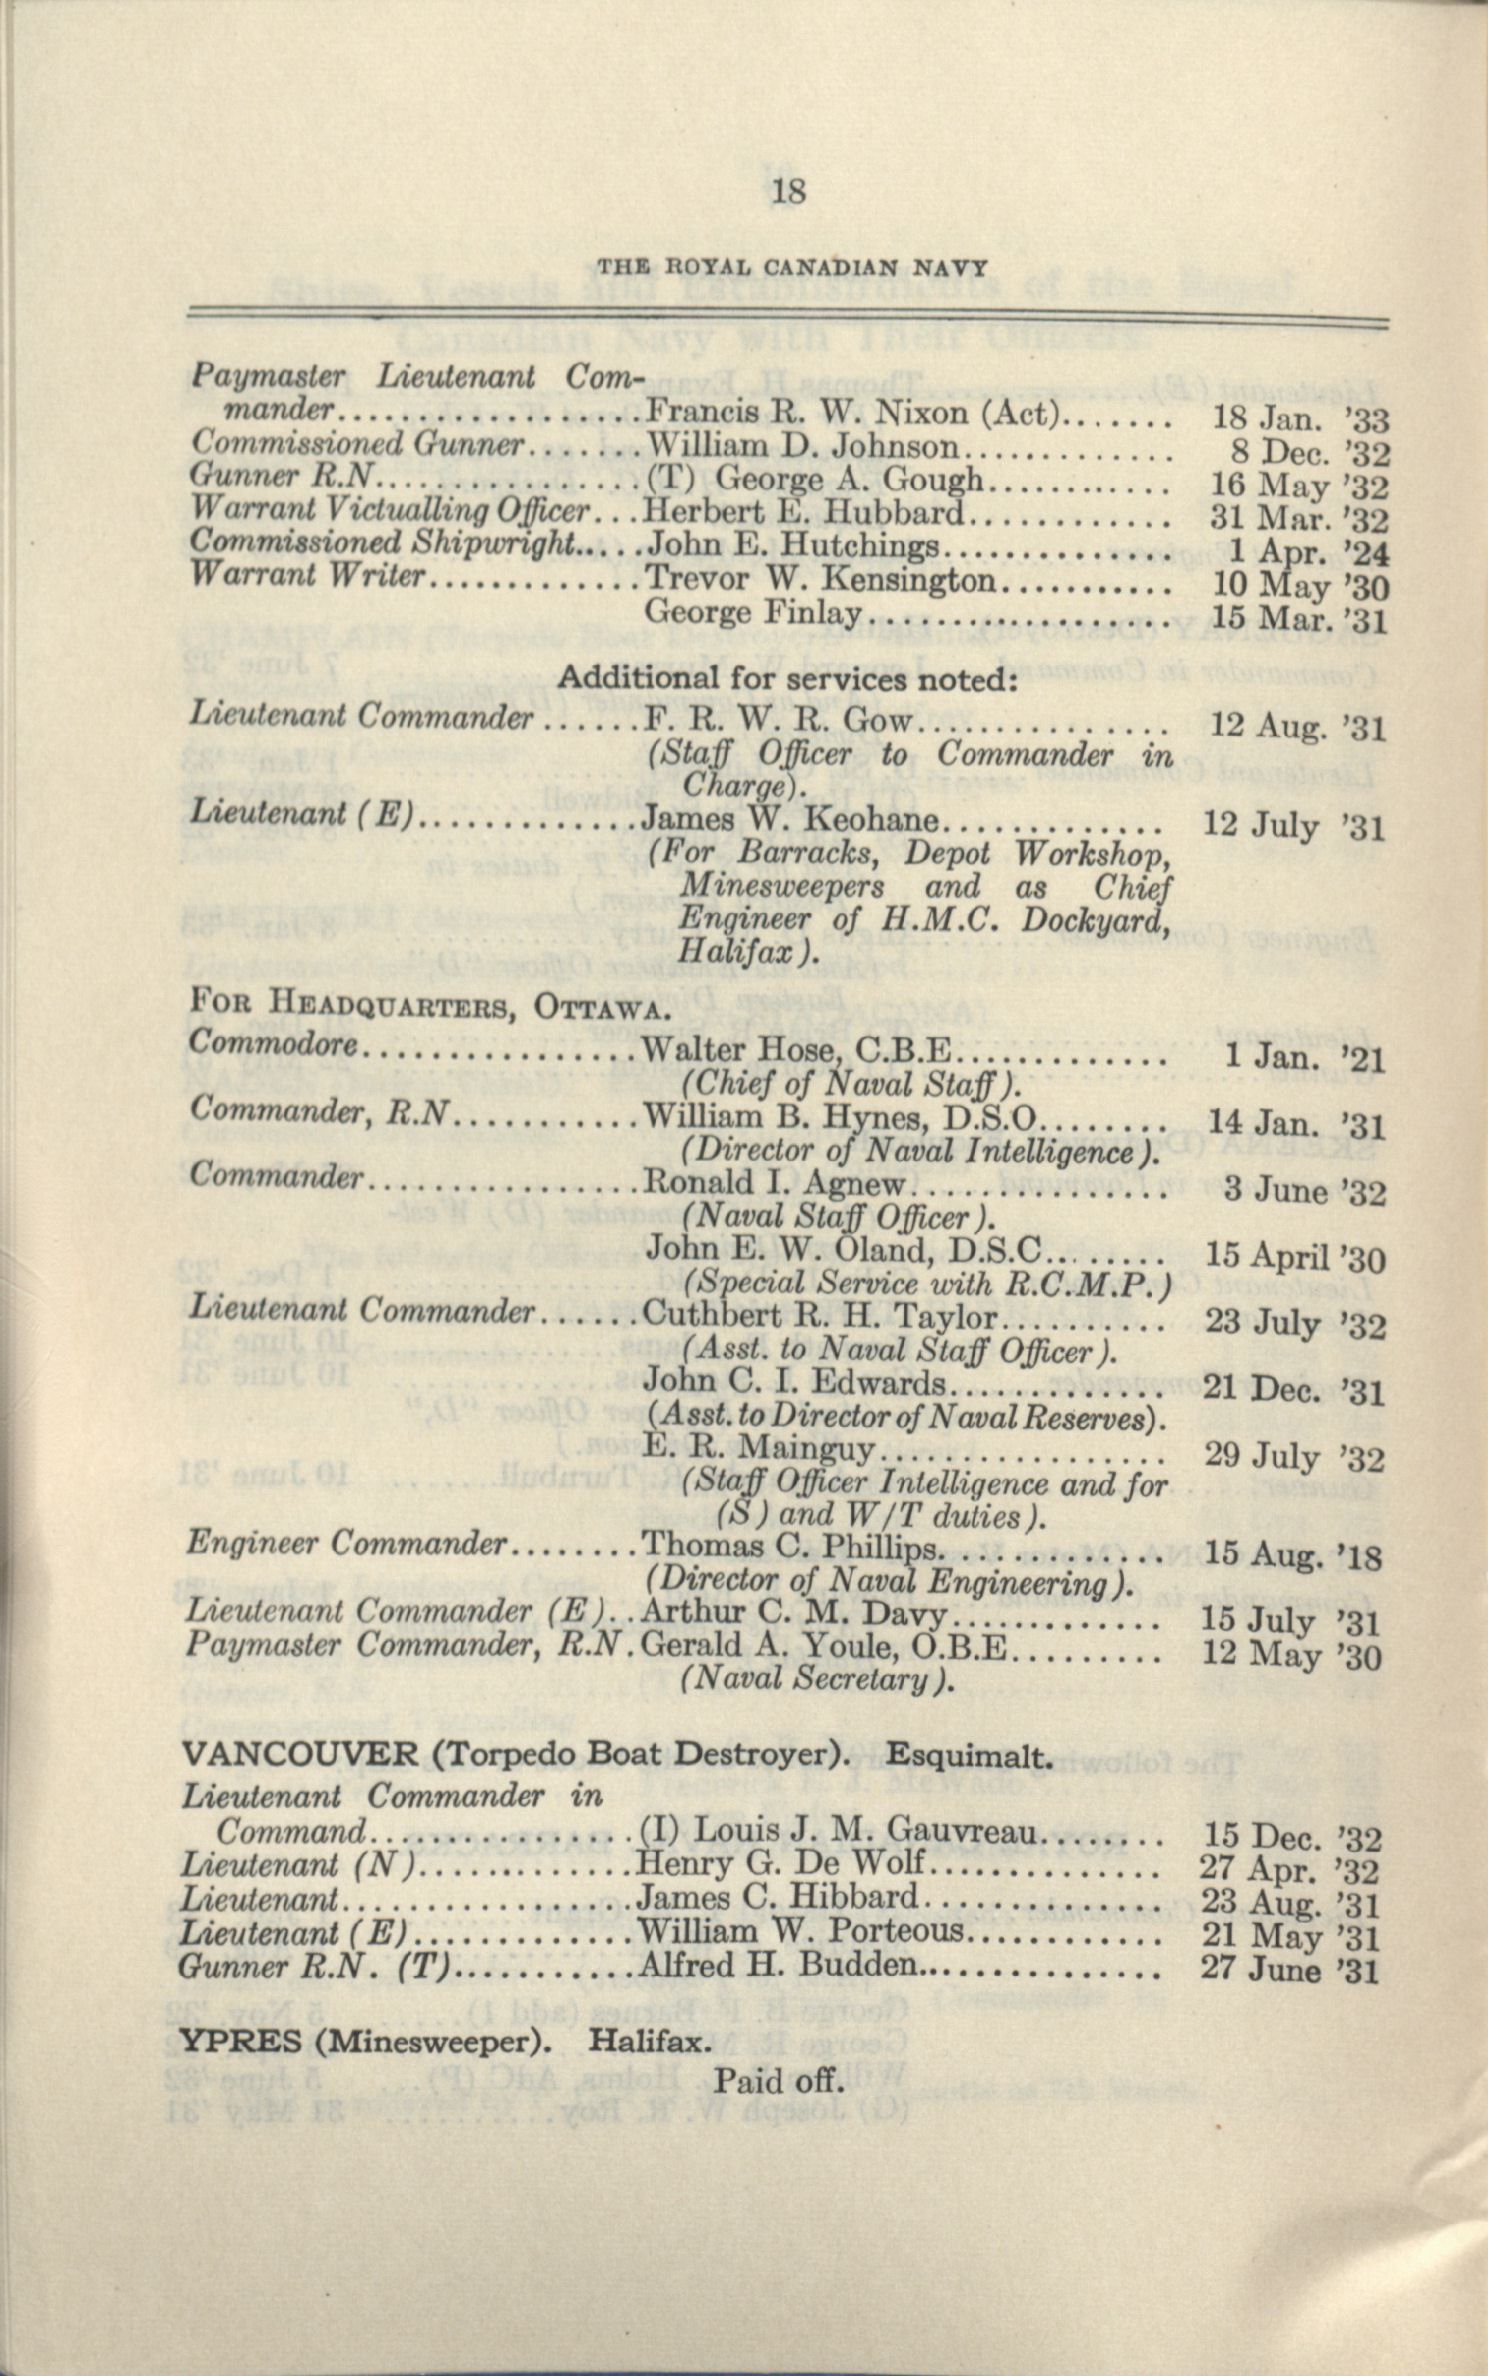 18
THE ROYAL CANADIAN NAVY
Paymaster Lieutenant Com-
mander...................Francis R. W. Nixon (Act)....... 18 Jan. '33
Commissioned Gunner.......William D. Johnson............. 8 Dec. '32
Gunner R.N................(T) George A. Gough............ 16 May '32
Warrant Victualling Officer...Herbert E. Hubbard............ 31 Mar. '32
Commissioned Shipwright.....John E. Hutchings.............. 1 Apr. '24
Warrant Writer.............Trevor W. Kensington........... 10 May '30
George Finlay................... 15 Mar. '31
Additional for services noted:
Lieutenant Commander......F. R. W. R. Gow................ 12 Aug. '31
(Staff Officer to Commander in
Charge).
Lieutenant (E).............James W. Keohane.............. 12 July '31
(For Barracks, Depot Workshop,
Minesweepers and as Chief
Engineer of H.M.C. Dockyard,
Halifax).
FOR HEADQUARTERS, OTTAWA.
Commodore.................Walter Hose, C.B.E............. 1 Jan. '21
(Chief of Naval Staff).
Commander, R.N............William B. Hynes, D.S.O........ 14 Jan. '31
(Director of Naval Intelligence).
Commander.................Ronald I. Agnew................ 3 June '32
(Naval Staff Officer).
John E. W. Oland, D.S.C......... 15 April '30
(Special Service with R.C.M.P.)
Lieutenant Commander......Cuthbert R. H. Taylor.......... 23 July '32
(Asst. to Naval Staff Officer).
John C. I. Edwards............. 21 Dec. '31
(Asst. to Director of Naval Reserves).
E. R. Mainguy.................. 29 July '32
(Staff Officer Intelligence and for
(S) and W/T duties).
Engineer Commander........Thomas C. Phillips.............. 15 Aug. '18
(Director of Naval Engineering).
Lieutenant Commander (E)..Arthur C. M. Davy............. 15 July '31
Paymaster Commander, R.N.Gerald A. Youle, O.B.E......... 12 May '30
(Naval Secretary).
VANCOUVER (Torpedo Boat Destroyer). Esquimalt.
Lieutenant Commander in
Command................(I) Louis J. M. Gauvreau........ 15 Dec. '32
Lieutenant (N).............Henry G. De Wolf.............. 27 Apr. '32
Lieutenant..................James C. Hibbard............... 23 Aug. '31
Lieutenant (E).............William W. Porteous............ 21 May '31
Gunner R.N. (T)...........Alfred H. Budden............... 27 June '31
YPRES (Minesweeper). Halifax.
Paid off.